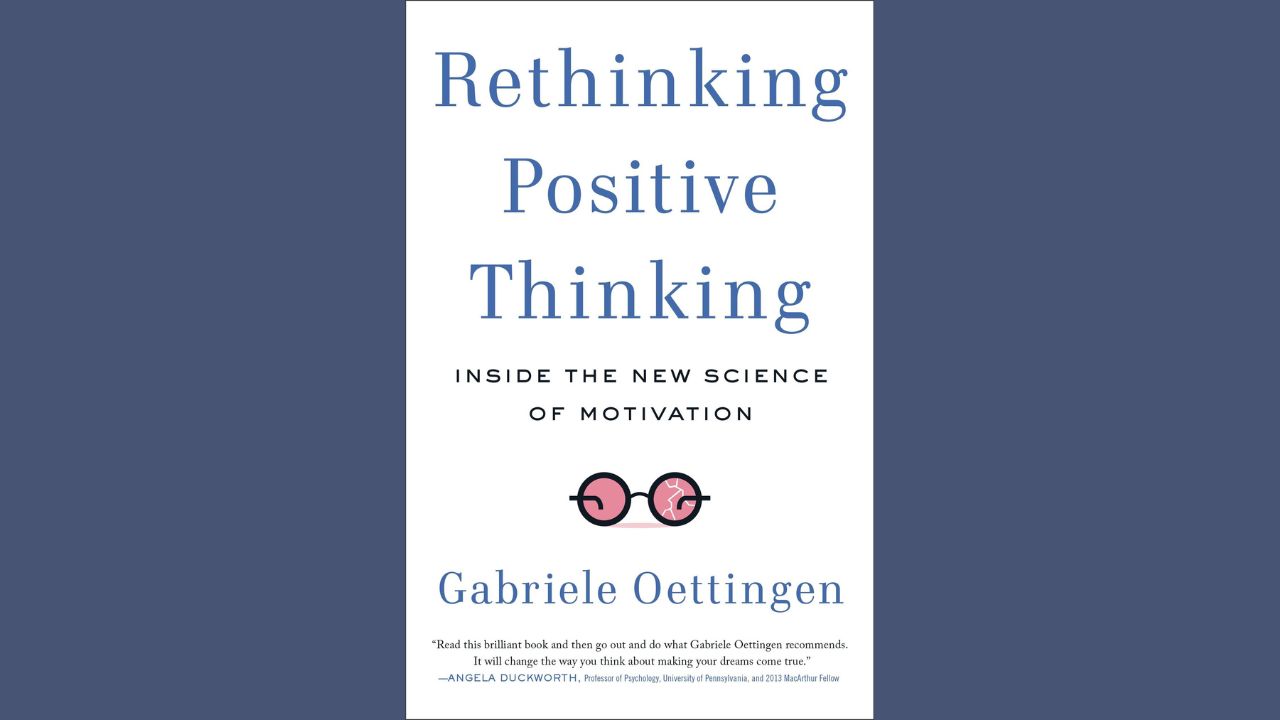 Rethinking
Positive
Thinking
INSIDE THE NEW SCIENCE
OF MOTIVATION
Gabriele Oettingen
“Read this brilliant book and then go out and do what Gabriele Oettingen recommends.
It will change the way you think about making your dreams come true.”
—ANGELA DUCKWORTH, Professor of Psychology, University of Pennsylvania, and 2013 MacArthur Fellow